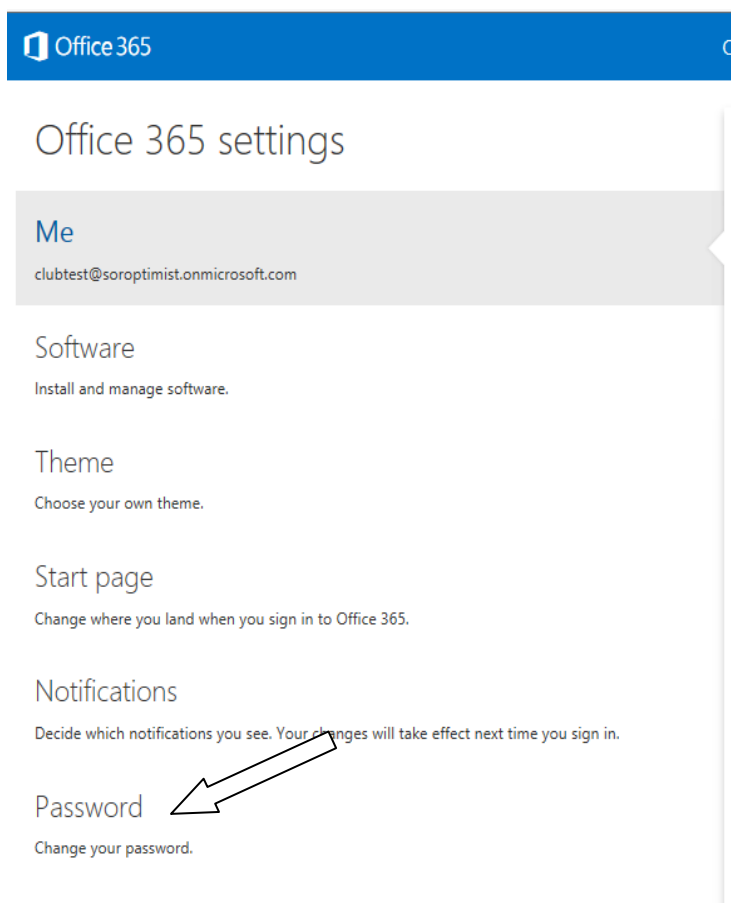 Office 365
Office 365 settings
Me
clubtest@soroptimist.onmicrosoft.com
Software
Install and manage software.
Theme
Choose your own theme.
Start page
Change where you land when you sign in to Office 365.
Notifications
Decide which notifications you see. Your changes will take effect next time you sign in.
Password
Change your password.